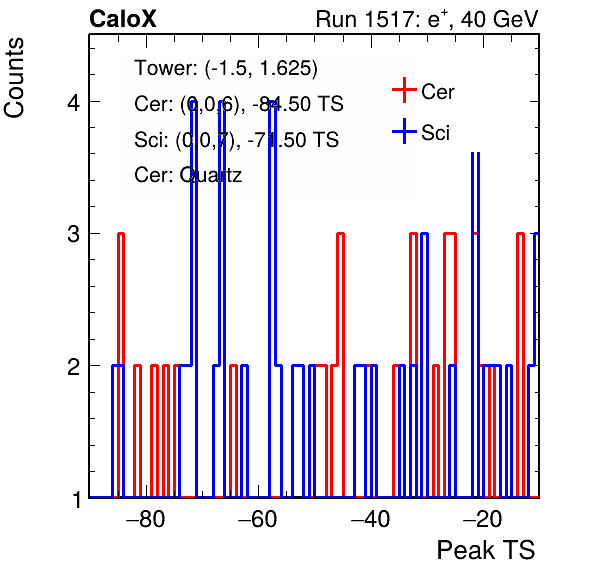 CaloX Run 1517: e+, 40 GeV
Counts
Tower: (-1.5, 1.625)
Cer: (0,0,6), -84.50 TS
Sci: (0,0,7), -71.50 TS
Cer: Quartz
Cer
Sci
4
3
2
1
−80 −60 −40 −20
Peak TS